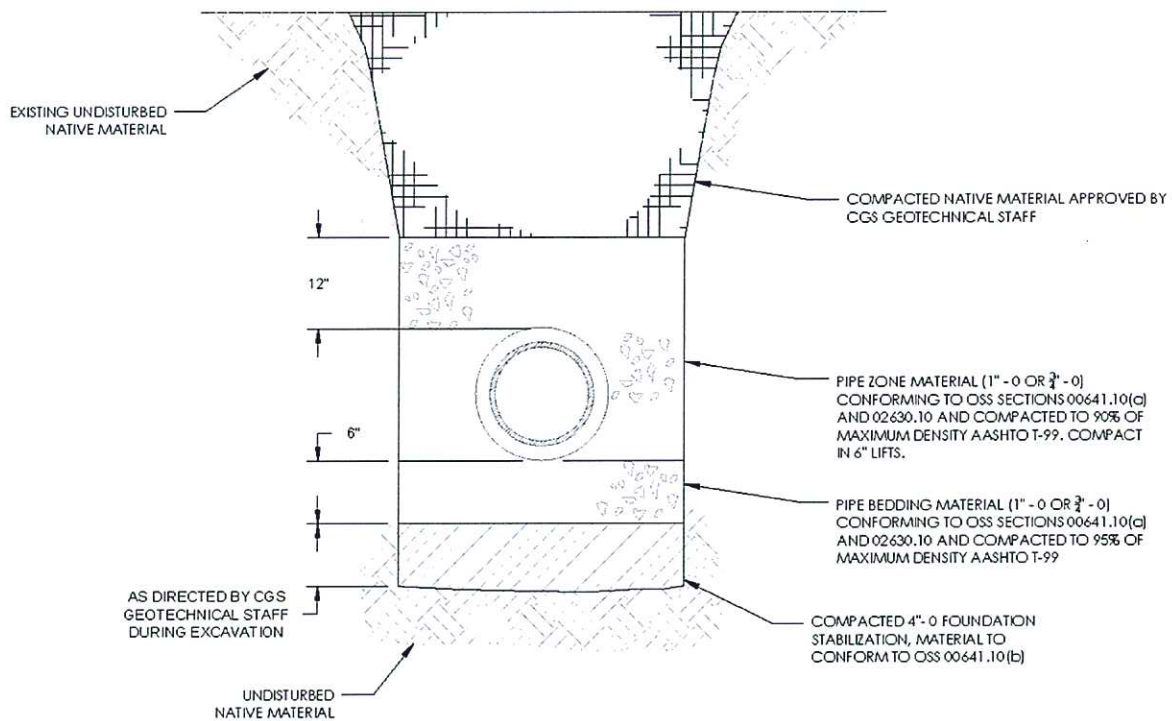 EXISTING UNDISTURBED
NATIVE MATERIAL
COMPACTED NATIVE MATERIAL APPROVED BY
CGS GEOTECHNICAL STAFF
12"
PIPE ZONE MATERIAL (1" - 0 OR ¾" - 0)
CONFORMING TO OSS SECTIONS 00641.10(a)
AND 02630.10 AND COMPACTED TO 90% OF
MAXIMUM DENSITY AASHTO T-99. COMPACT
IN 6" LIFTS.
6"
PIPE BEDDING MATERIAL (1" - 0 OR ¾" - 0)
CONFORMING TO OSS SECTIONS 00641.10(a)
AND 02630.10 AND COMPACTED TO 95% OF
MAXIMUM DENSITY AASHTO T-99
AS DIRECTED BY CGS
GEOTECHNICAL STAFF
DURING EXCAVATION
COMPACTED 4"- 0 FOUNDATION
STABILIZATION, MATERIAL TO
CONFORM TO OSS 00641.10(b)
UNDISTURBED
NATIVE MATERIAL